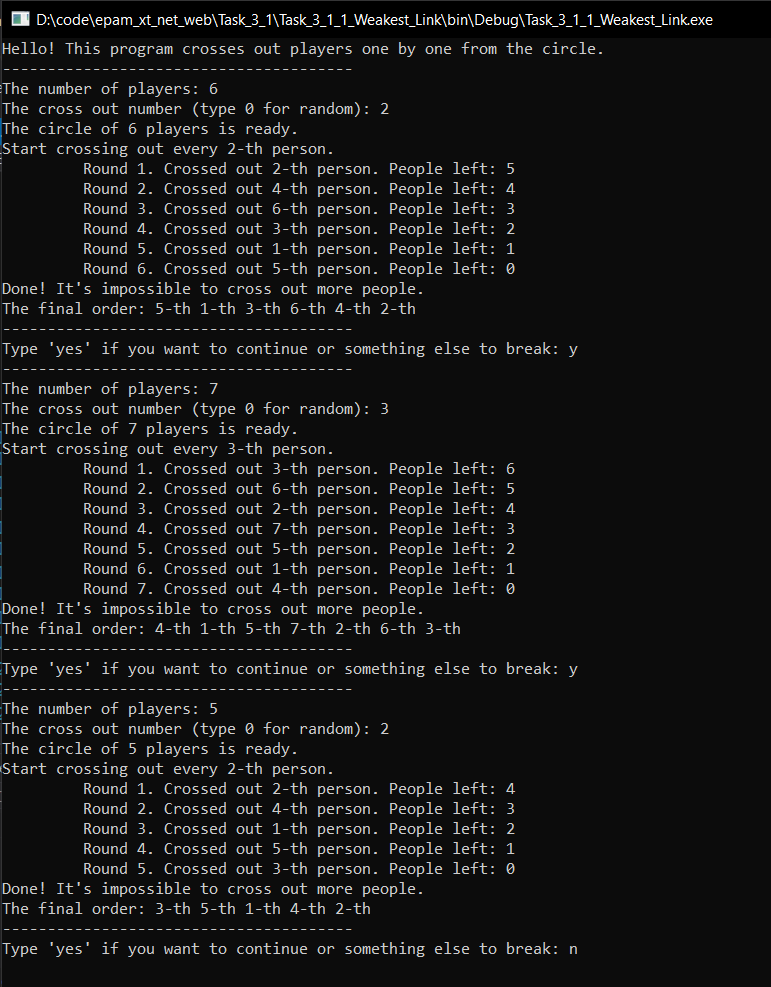 D:\code\epam_xt_net_web\Task_3_1\Task_3_1_1_Weakest_Link\bin\Debug\Task_3_1_1_Weakest_Link.exe
Hello! This program crosses out players one by one from the circle.
---------------------------------------
The number of players: 6
The cross out number (type 0 for random): 2
The circle of 6 players is ready.
Start crossing out every 2-th person.
Round 1. Crossed out 2-th person. People left: 5
Round 2. Crossed out 4-th person. People left: 4
Round 3. Crossed out 6-th person. People left: 3
Round 4. Crossed out 3-th person. People left: 2
Round 5. Crossed out 1-th person. People left: 1
Round 6. Crossed out 5-th person. People left: 0
Done! It's impossible to cross out more people.
The final order: 5-th 1-th 3-th 6-th 4-th 2-th
---------------------------------------
Type 'yes' if you want to continue or something else to break: y
---------------------------------------
The number of players: 7
The cross out number (type 0 for random): 3
The circle of 7 players is ready.
Start crossing out every 3-th person.
Round 1. Crossed out 3-th person. People left: 6
Round 2. Crossed out 6-th person. People left: 5
Round 3. Crossed out 2-th person. People left: 4
Round 4. Crossed out 7-th person. People left: 3
Round 5. Crossed out 5-th person. People left: 2
Round 6. Crossed out 1-th person. People left: 1
Round 7. Crossed out 4-th person. People left: 0
Done! It's impossible to cross out more people.
The final order: 4-th 1-th 5-th 7-th 2-th 6-th 3-th
---------------------------------------
Type 'yes' if you want to continue or something else to break: y
---------------------------------------
The number of players: 5
The cross out number (type 0 for random): 2
The circle of 5 players is ready.
Start crossing out every 2-th person.
Round 1. Crossed out 2-th person. People left: 4
Round 2. Crossed out 4-th person. People left: 3
Round 3. Crossed out 1-th person. People left: 2
Round 4. Crossed out 5-th person. People left: 1
Round 5. Crossed out 3-th person. People left: 0
Done! It's impossible to cross out more people.
The final order: 3-th 5-th 1-th 4-th 2-th
---------------------------------------
Type 'yes' if you want to continue or something else to break: n